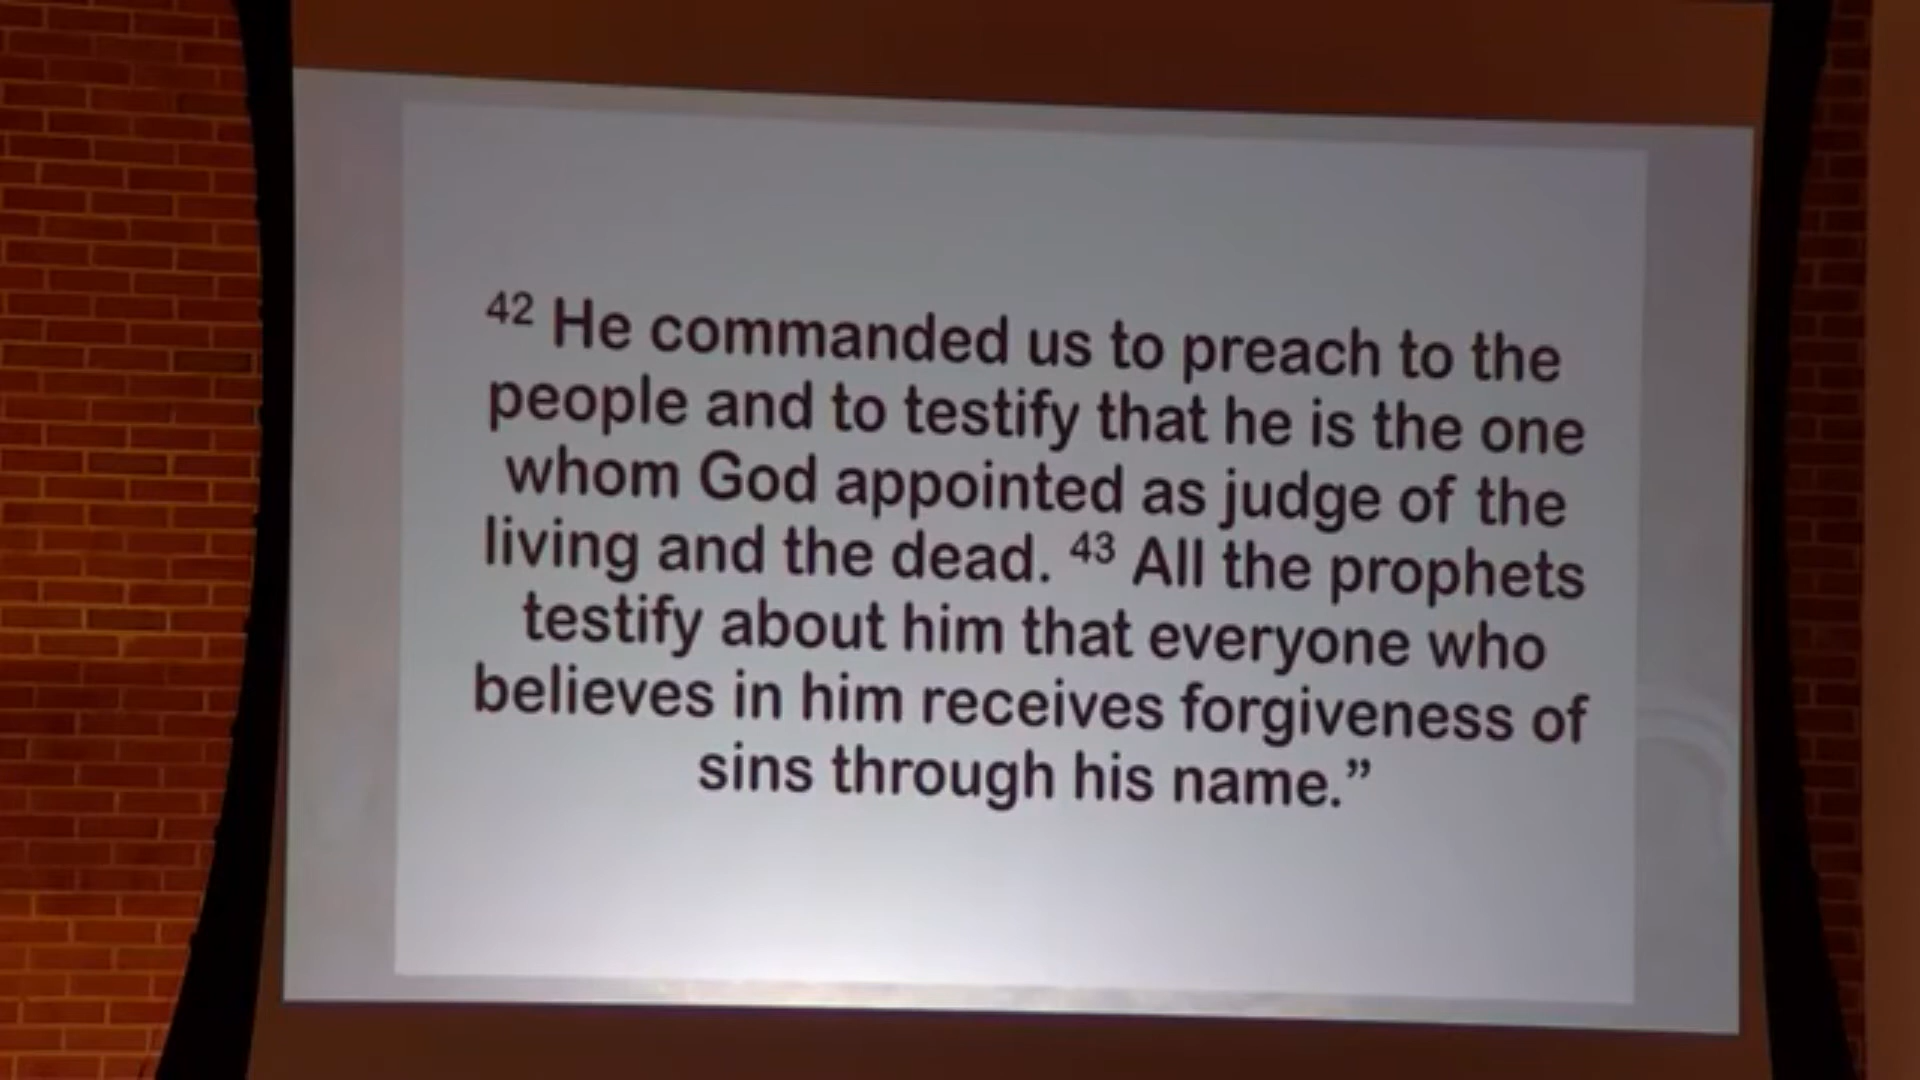 42 He commanded us to preach to the
people and to testify that he is the one
whom God appointed as judge of the
living and the dead. 43 All the prophets
testify about him that everyone who
believes in him receives forgiveness of
sins through his name.”